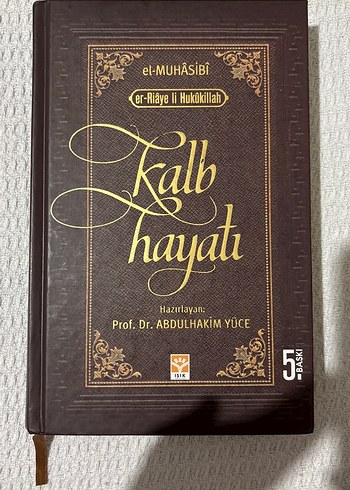 el-MUHÂSİBÎ
er-Riâye li Hukûkillah
kalb
hayatı
Hazırlayan:
Prof. Dr. ABDULHAKİM YÜCE
IŞIK
5. BASKI